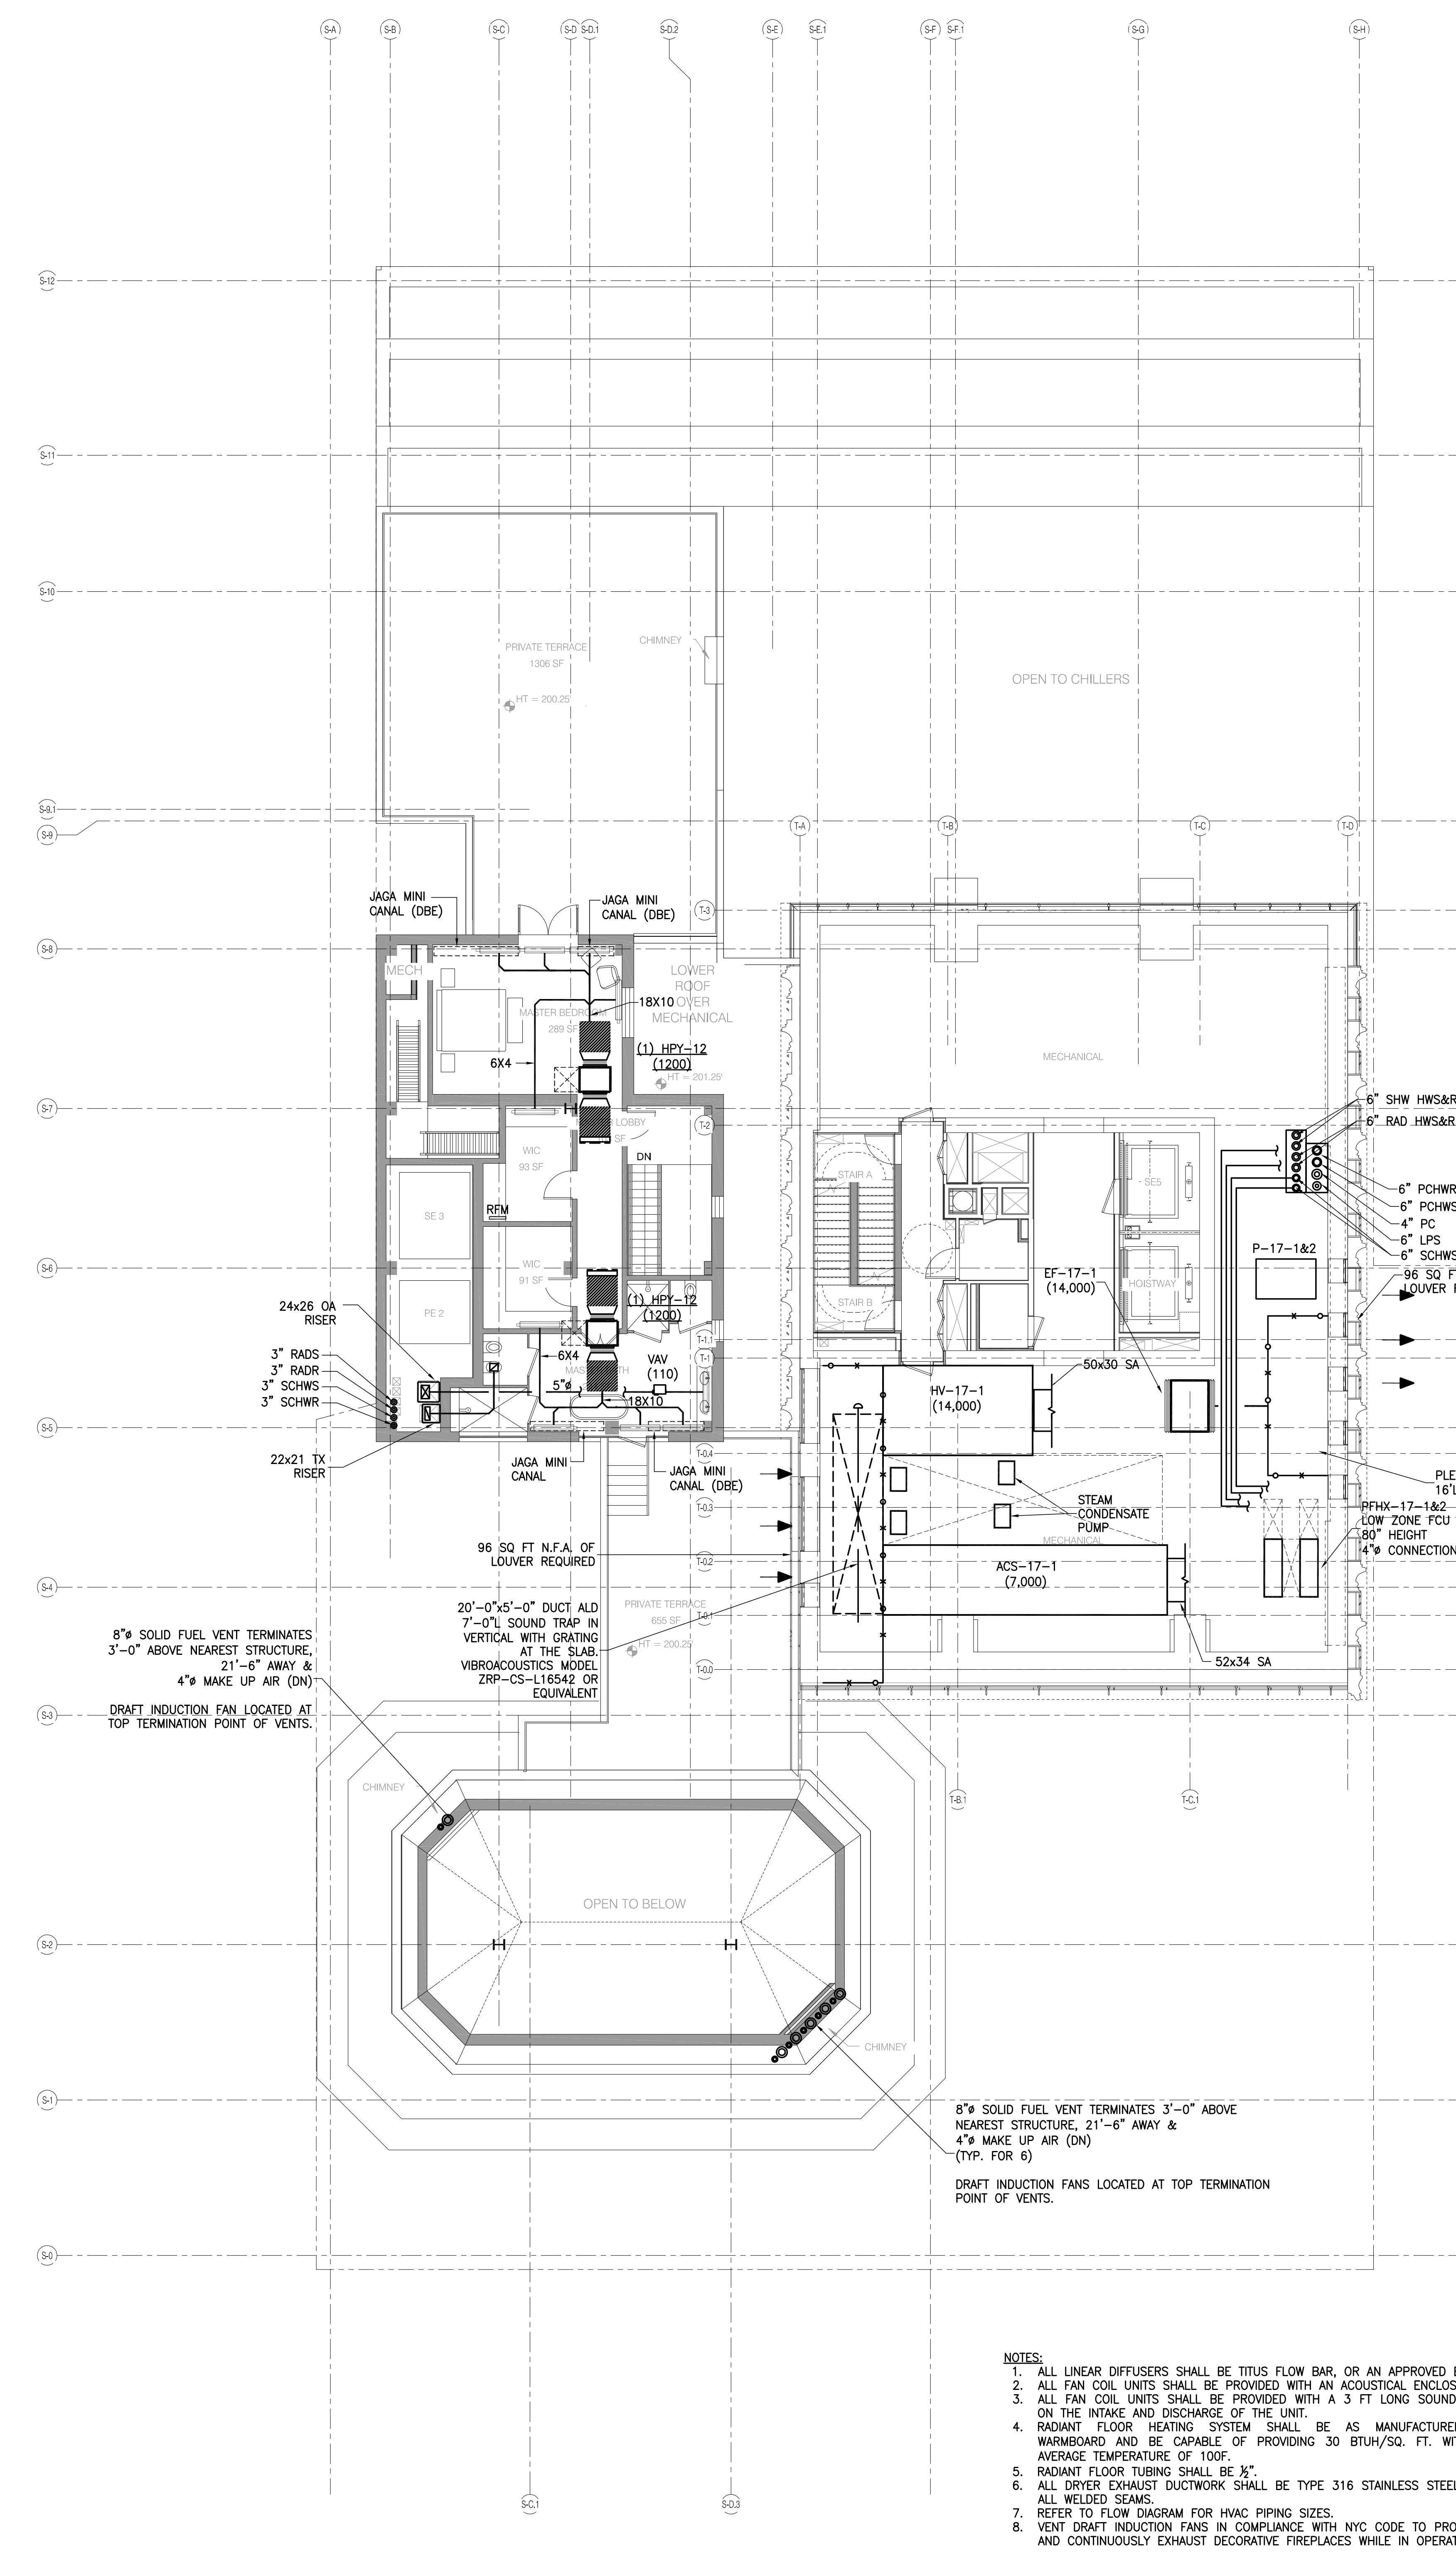 S-A
S-B
S-C
S-D
S-D.1
S-D.2
S-E
S-E.1
S-F
S-F.1
S-G
S-H
S-12
S-11
S-10
PRIVATE TERRACE
1306 SF
HT = 200.25'
CHIMNEY
OPEN TO CHILLERS
S-9.1
S-9
T-A
T-B
T-C
T-D
JAGA MINI
CANAL (DBE)
JAGA MINI
CANAL (DBE)
T-3
S-8
MECH
LOWER
ROOF
OVER
MECHANICAL
18X10
MASTER BEDROOM
289 SF
(1) HPY-12
(1200)
HT = 201.25'
6X4
MECHANICAL
S-7
LOBBY
SF
T-2
WIC
93 SF
DN
RFM
SE 3
STAIR A
SE5
6" SHW HWS&R
6" RAD HWS&R
6" PCHWR
6" PCHWS
4" PC
6" LPS
6" SCHWS
P-17-1&2
S-6
WIC
91 SF
(1) HPY-12
(1200)
PE 2
STAIR B
HOISTWAY
EF-17-1
(14,000)
96 SQ FT
LOUVER
24x26 OA
RISER
T-1.1
T-1
3" RADS
3" RADR
3" SCHWS
3" SCHWR
6X4
5"ø
VAV
(110)
18X10
HV-17-1
(14,000)
50x30 SA
S-5
22x21 TX
RISER
JAGA MINI
CANAL
JAGA MINI
CANAL (DBE)
T-0.4
T-0.3
STEAM
CONDENSATE
PUMP
MECHANICAL
PLE
16'L
PFHX-17-1&2
LOW ZONE FCU
80" HEIGHT
4"ø CONNECTION
96 SQ FT N.F.A. OF
LOUVER REQUIRED
T-0.2
S-4
ACS-17-1
(7,000)
20'-0"x5'-0" DUCT ALD
7'-0"L SOUND TRAP IN
VERTICAL WITH GRATING
AT THE SLAB.
VIBROACOUSTICS MODEL
ZRP-CS-L16542 OR
EQUIVALENT
PRIVATE TERRACE
655 SF
HT = 200.25'
T-0.1
T-0.0
52x34 SA
8"ø SOLID FUEL VENT TERMINATES
3'-0" ABOVE NEAREST STRUCTURE,
21'-6" AWAY &
4"ø MAKE UP AIR (DN)
DRAFT INDUCTION FAN LOCATED AT
TOP TERMINATION POINT OF VENTS.
S-3
CHIMNEY
T-B.1
T-C.1
OPEN TO BELOW
S-2
CHIMNEY
S-1
8"ø SOLID FUEL VENT TERMINATES 3'-0" ABOVE
NEAREST STRUCTURE, 21'-6" AWAY &
4"ø MAKE UP AIR (DN)
(TYP. FOR 6)
DRAFT INDUCTION FANS LOCATED AT TOP TERMINATION
POINT OF VENTS.
S-0
S-C.1
S-D.3
NOTES:
1. ALL LINEAR DIFFUSERS SHALL BE TITUS FLOW BAR, OR AN APPROVED
2. ALL FAN COIL UNITS SHALL BE PROVIDED WITH AN ACOUSTICAL ENCLOS
3. ALL FAN COIL UNITS SHALL BE PROVIDED WITH A 3 FT LONG SOUND
ON THE INTAKE AND DISCHARGE OF THE UNIT.
4. RADIANT FLOOR HEATING SYSTEM SHALL BE AS MANUFACTURE
WARMBOARD AND BE CAPABLE OF PROVIDING 30 BTUH/SQ. FT. WI
AVERAGE TEMPERATURE OF 100F.
5. RADIANT FLOOR TUBING SHALL BE ½".
6. ALL DRYER EXHAUST DUCTWORK SHALL BE TYPE 316 STAINLESS STEEL
ALL WELDED SEAMS.
7. REFER TO FLOW DIAGRAM FOR HVAC PIPING SIZES.
8. VENT DRAFT INDUCTION FANS IN COMPLIANCE WITH NYC CODE TO PRO
AND CONTINUOUSLY EXHAUST DECORATIVE FIREPLACES WHILE IN OPERAT